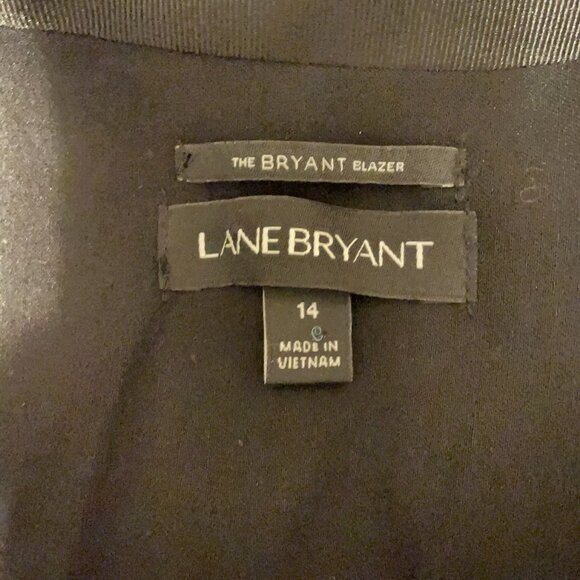 THE BRYANT BLAZER
LANE BRYANT
14
MADE IN
VIETNAM